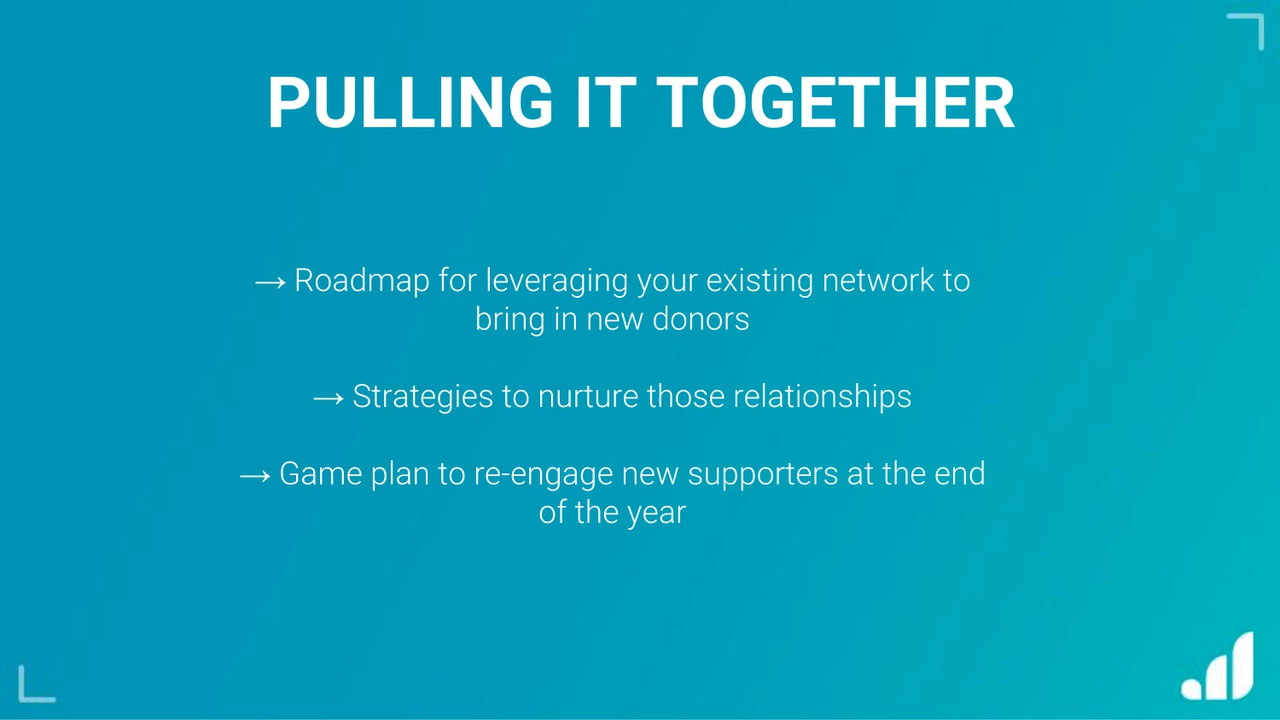 PULLING IT TOGETHER
→ Roadmap for leveraging your existing network to
bring in new donors
→ Strategies to nurture those relationships
→ Game plan to re-engage new supporters at the end
of the year